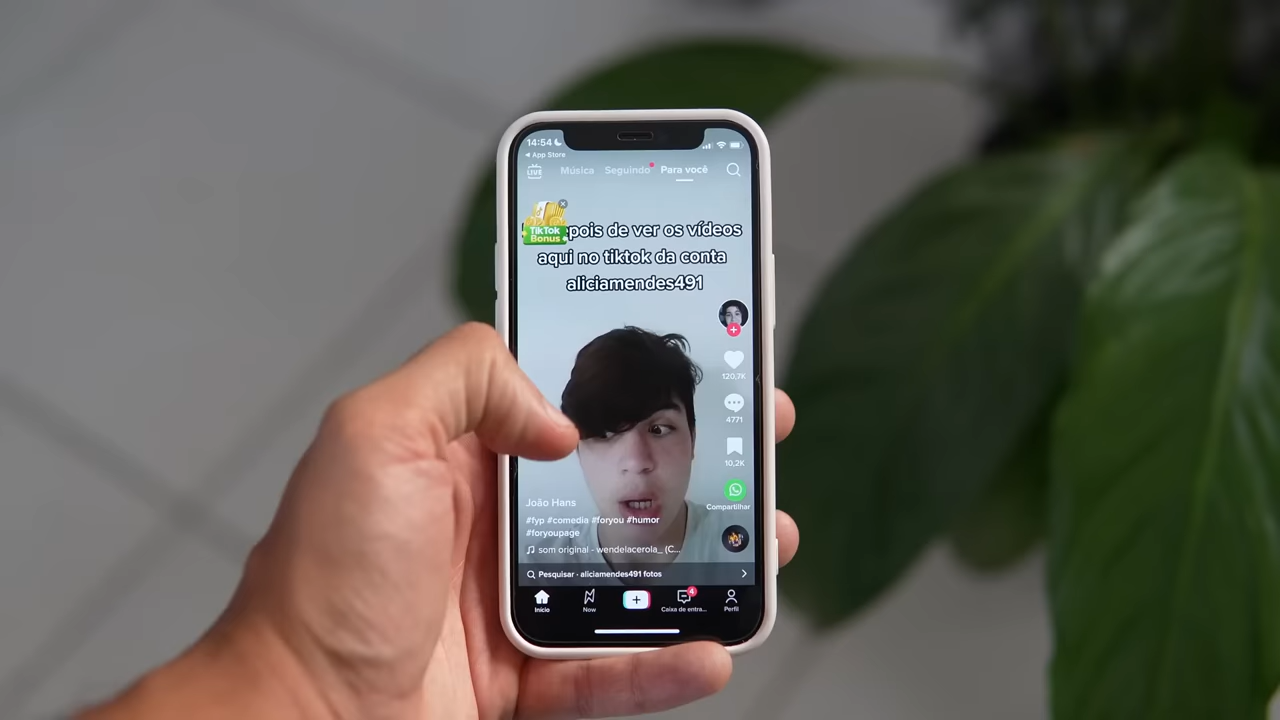 14:54
App Store
LIVE
Música Seguindo Para você
TikTok
Bonus
pois de ver os vídeos
aqui no tiktok da conta
aliciamendes491
120,7K
4771
10,2K
Compartilhar
João Hans
#fyp #comedia #foryou #humor
#foryoupage
som original - wendelacerola_ (C...
Pesquisar · aliciamendes491 fotos
4
Início Now Caixa de entra... Perfil